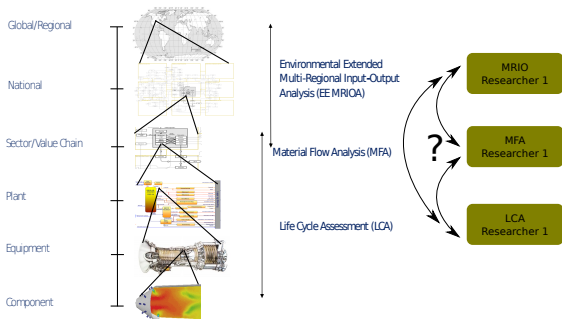 Global/Regional
National
Sector/Value Chain
Plant
Equipment
Component
Environmental Extended
Multi-Regional Input-Output
Analysis (EE MRIOA)
Material Flow Analysis (MFA)
Life Cycle Assessment (LCA)
?
MRIO
Researcher 1
MFA
Researcher 1
LCA
Researcher 1